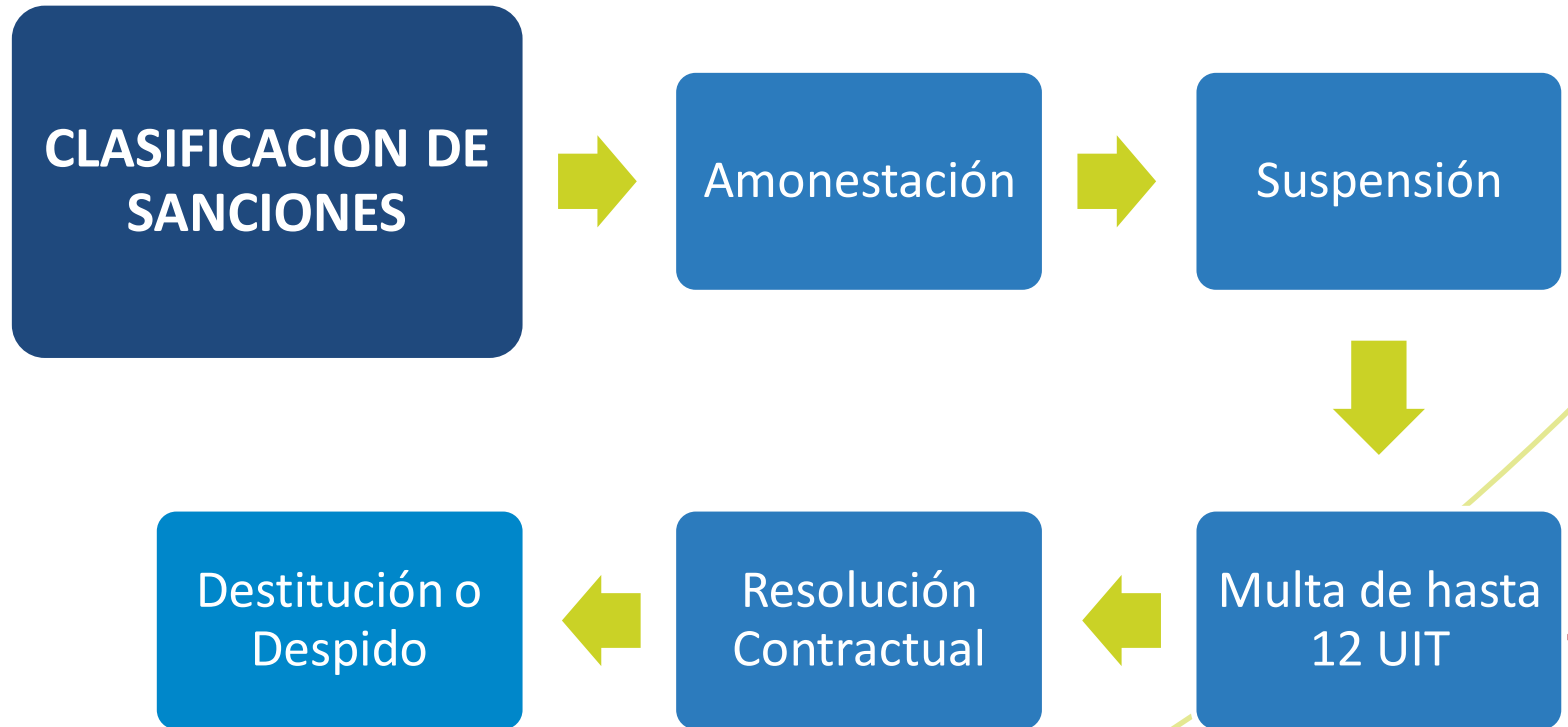 CLASIFICACION DE
SANCIONES
Amonestación
Suspensión
Multa de hasta
12 UIT
Resolución
Contractual
Destitución o
Despido